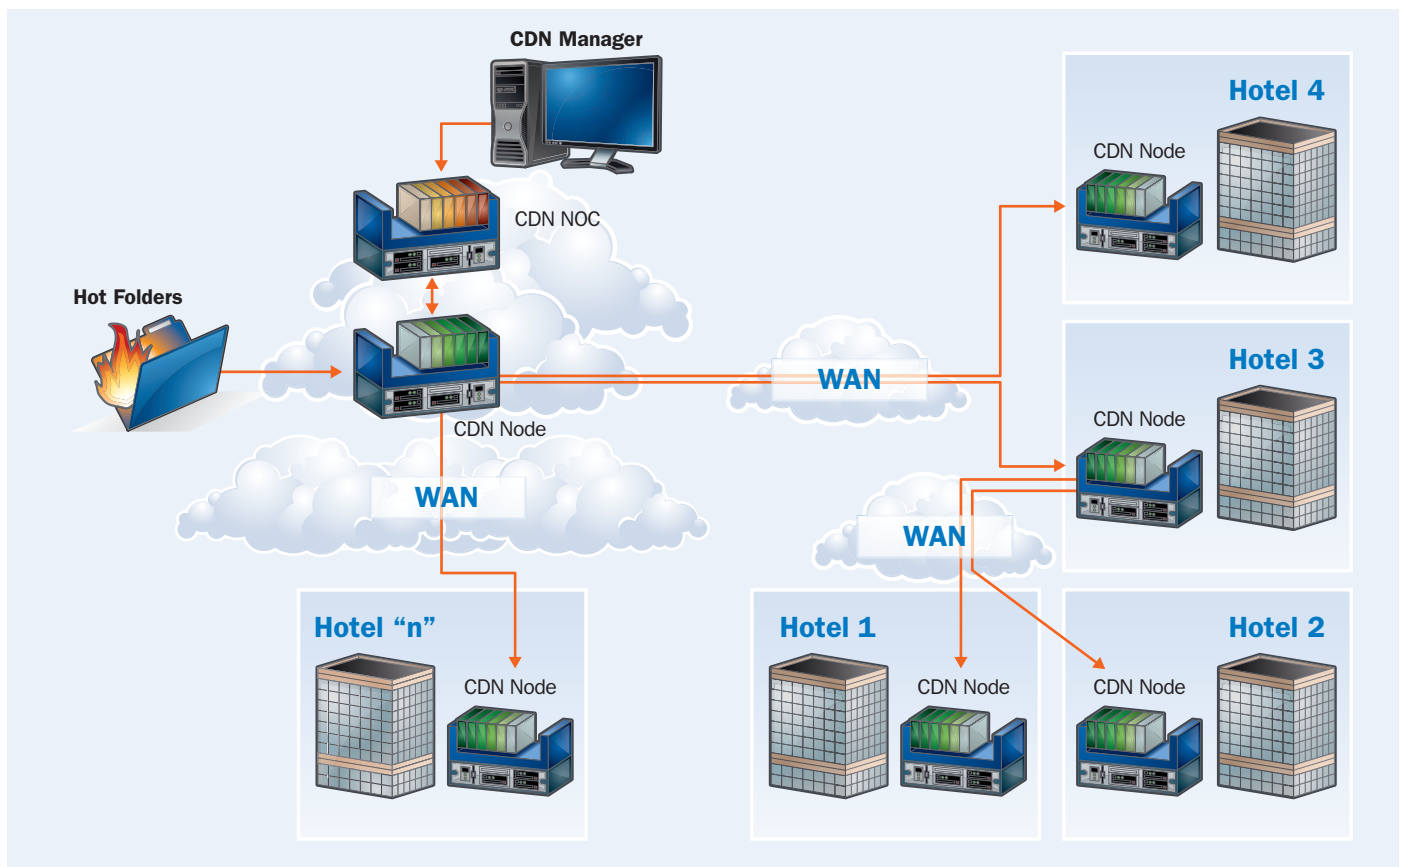 CDN Manager
Hotel 4
CDN Node
CDN NOC
Hot Folders
WAN
Hotel 3
CDN Node
CDN Node
WAN
WAN
Hotel “n”
Hotel 1
Hotel 2
CDN Node
CDN Node
CDN Node